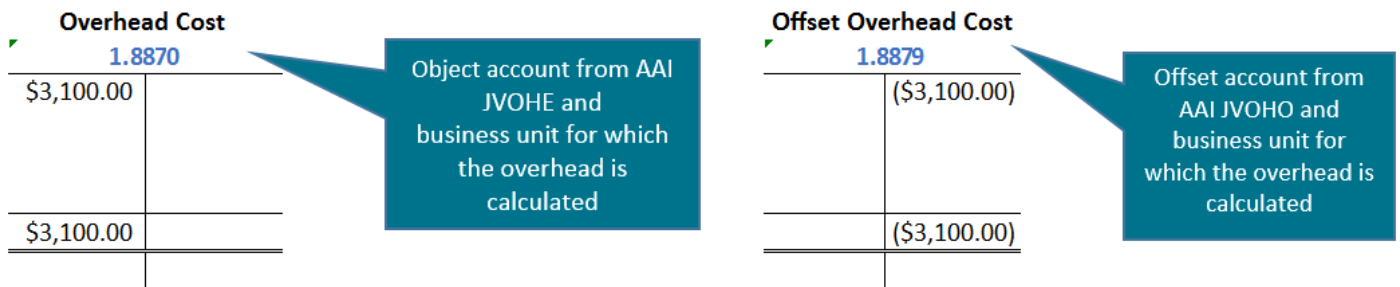 Overhead Cost
1.8870
$3,100.00
$3,100.00
Object account from AAI
JVOHE and
business unit for which
the overhead is
calculated
Offset Overhead Cost
1.8879
($3,100.00)
($3,100.00)
Offset account from
AAI JVOHO and
business unit for
which the overhead is
calculated